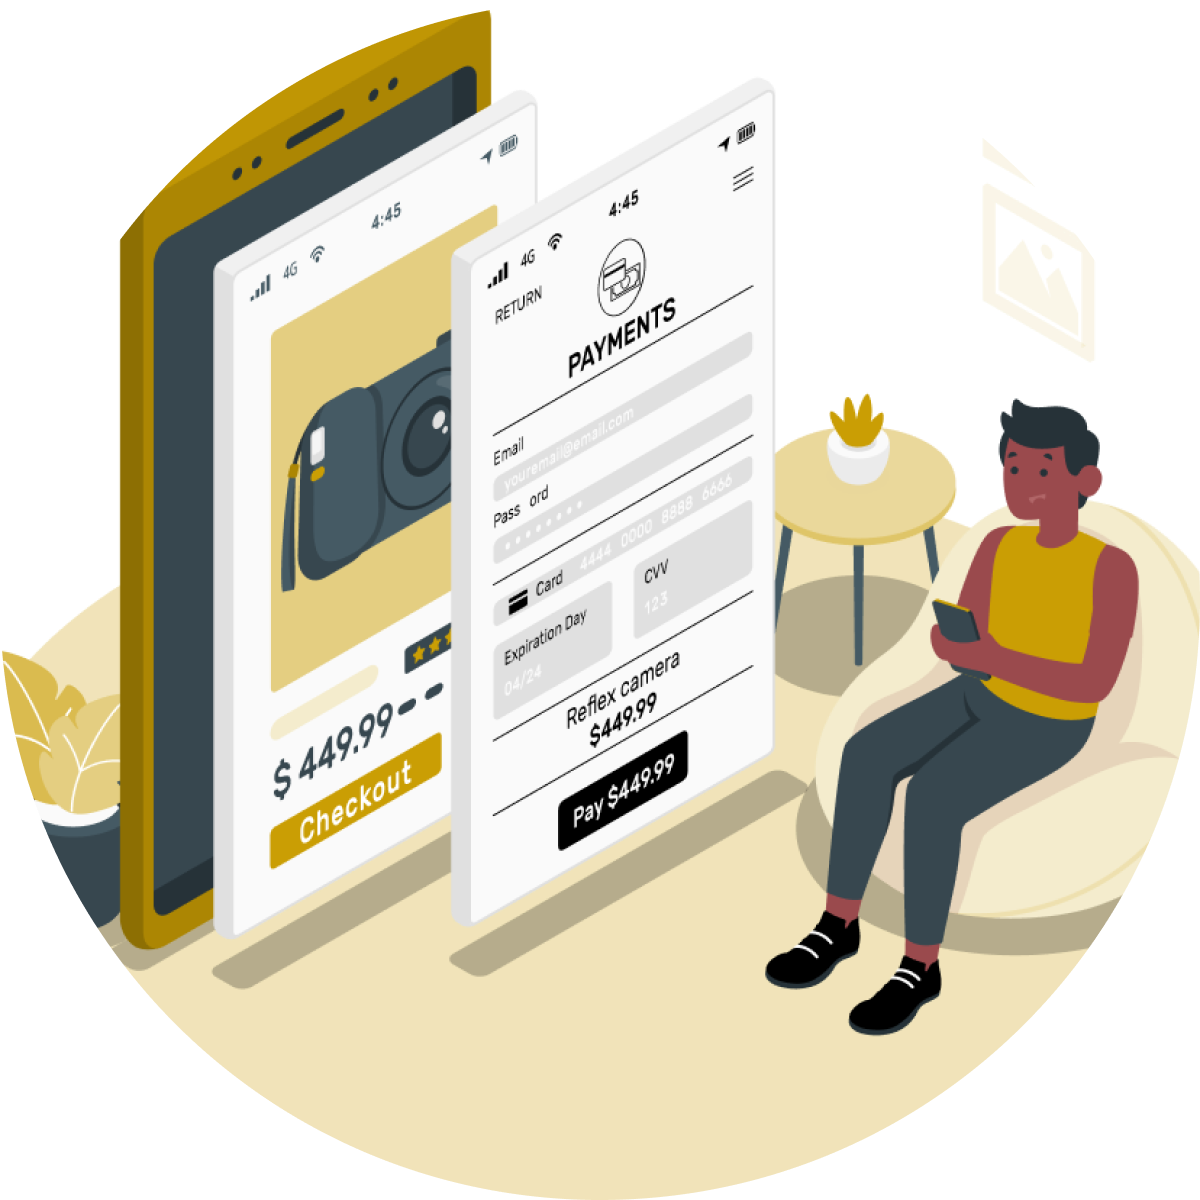 4G 4:45
$ 449.99
Checkout
4G 4:45
RETURN
PAYMENTS
Email
youremail@email.com
Pass ord
Card 4444 0000 8888 6666
Expiration Day
04/24
CVV
123
Reflex camera
$449.99
Pay $449.99